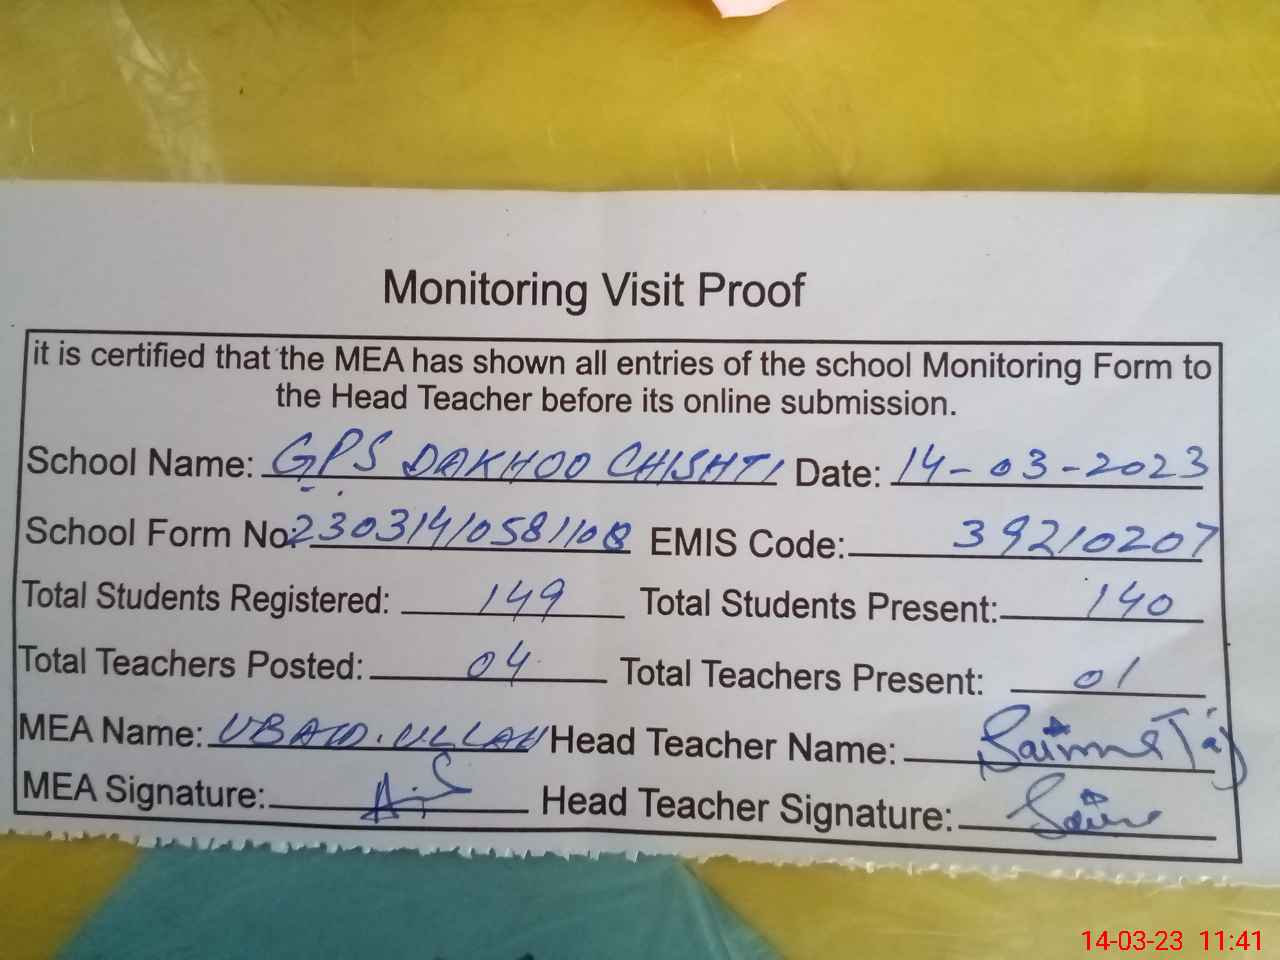 Monitoring Visit Proof
it is certified that the MEA has shown all entries of the school Monitoring Form to
the Head Teacher before its online submission.
School Name: GPS DAKHOO CHISHTI Date: 14-03-2023
School Form No: 23031410581108 EMIS Code: 39210207
Total Students Registered: 149 Total Students Present: 140
Total Teachers Posted: 04 Total Teachers Present: 01
MEA Name: UBAID.ULLAH Head Teacher Name: Saima Taj
MEA Signature: Head Teacher Signature:
14-03-23 11:41